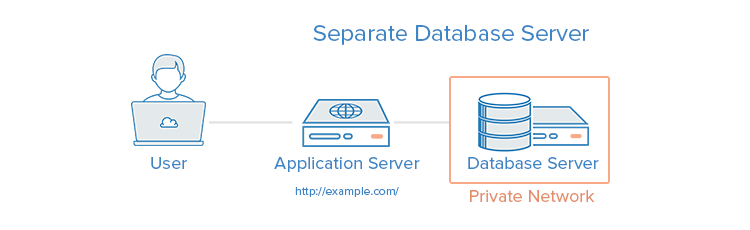 Separate Database Server
User
Application Server
Database Server
http://example.com/
Private Network